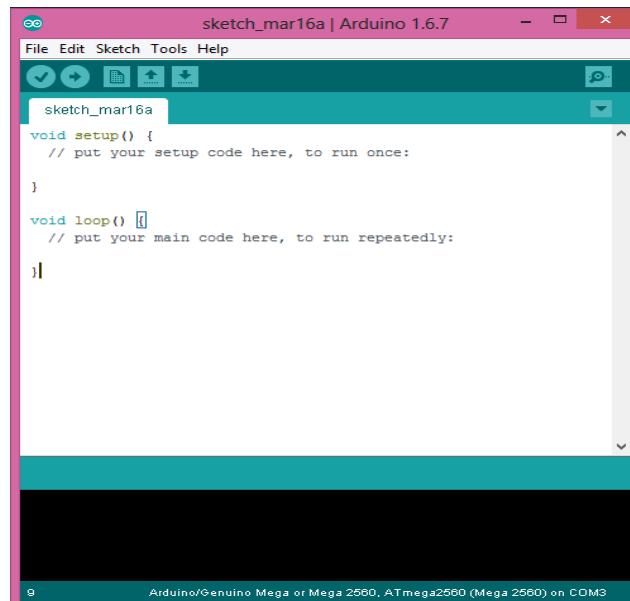 sketch_mar16a | Arduino 1.6.7
File Edit Sketch Tools Help
sketch_mar16a
void setup() {
  // put your setup code here, to run once:
}
void loop() {
  // put your main code here, to run repeatedly:
}
9 Arduino/Genuino Mega or Mega 2560, ATmega2560 (Mega 2560) on COM3